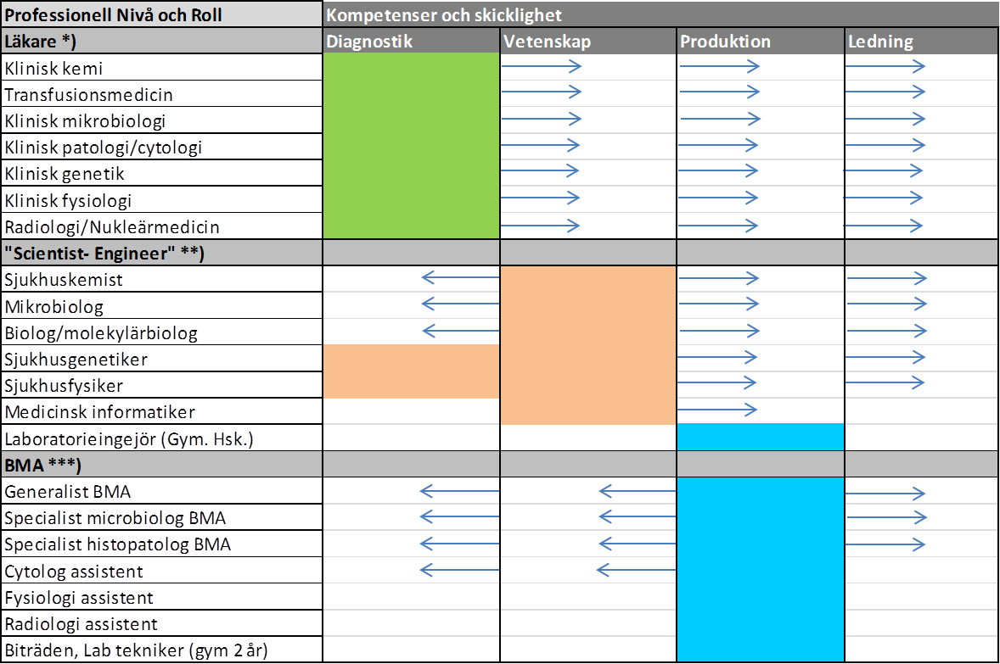 Professionell Nivå och Roll Kompetenser och skicklighet
Läkare *) Diagnostik Vetenskap Produktion Ledning
Klinisk kemi
Transfusionsmedicin
Klinisk mikrobiologi
Klinisk patologi/cytologi
Klinisk genetik
Klinisk fysiologi
Radiologi/Nukleärmedicin
"Scientist- Engineer" **)
Sjukhuskemist
Mikrobiolog
Biolog/molekylärbiolog
Sjukhusgenetiker
Sjukhusfysiker
Medicinsk informatiker
Laboratorieingejör (Gym. Hsk.)
BMA ***)
Generalist BMA
Specialist microbiolog BMA
Specialist histopatolog BMA
Cytolog assistent
Fysiologi assistent
Radiologi assistent
Biträden, Lab tekniker (gym 2 år)